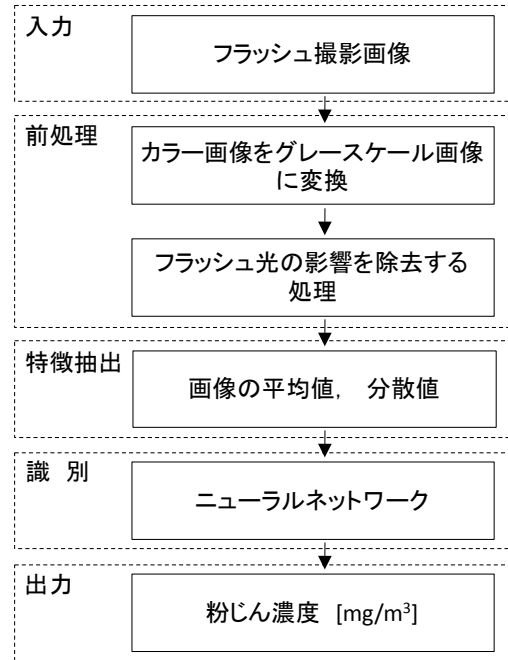 入力
フラッシュ撮影画像
前処理
カラー画像をグレースケール画像
に変換
フラッシュ光の影響を除去する
処理
特徴抽出
画像の平均値, 分散値
識 別
ニューラルネットワーク
出力
粉じん濃度 [mg/m³]